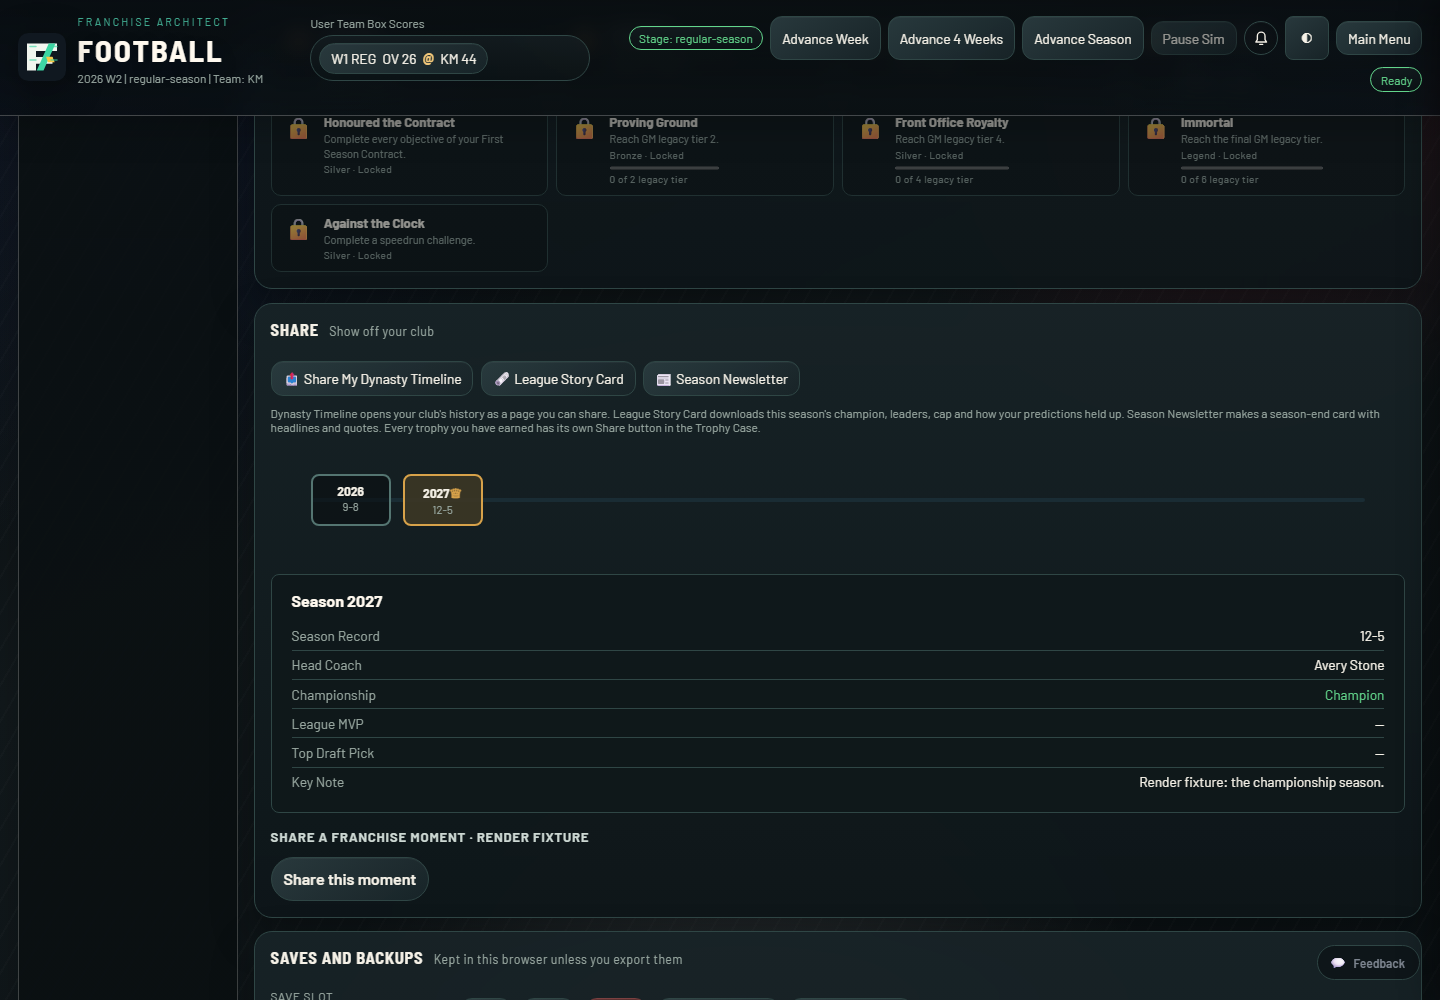 FRANCHISE ARCHITECT
FOOTBALL
2026 W2 | regular-season | Team: KM
User Team Box Scores
W1 REG OV 26 @ KM 44
Stage: regular-season
Advance Week
Advance 4 Weeks
Advance Season
Pause Sim
Main Menu
Ready
Honoured the Contract
Complete every objective of your First
Season Contract.
Silver · Locked
Proving Ground
Reach GM legacy tier 2.
Bronze · Locked
0 of 2 legacy tier
Front Office Royalty
Reach GM legacy tier 4.
Silver · Locked
0 of 4 legacy tier
Immortal
Reach the final GM legacy tier.
Legend · Locked
0 of 6 legacy tier
Against the Clock
Complete a speedrun challenge.
Silver · Locked
SHARE Show off your club
Share My Dynasty Timeline
League Story Card
Season Newsletter
Dynasty Timeline opens your club's history as a page you can share. League Story Card downloads this season's champion, leaders, cap and how your predictions held up. Season Newsletter makes a season-end card with
headlines and quotes. Every trophy you have earned has its own Share button in the Trophy Case.
2026
9-8
2027
12-5
Season 2027
Season Record 12-5
Head Coach Avery Stone
Championship Champion
League MVP —
Top Draft Pick —
Key Note Render fixture: the championship season.
SHARE A FRANCHISE MOMENT · RENDER FIXTURE
Share this moment
SAVES AND BACKUPS Kept in this browser unless you export them
Feedback
SAVE SLOT